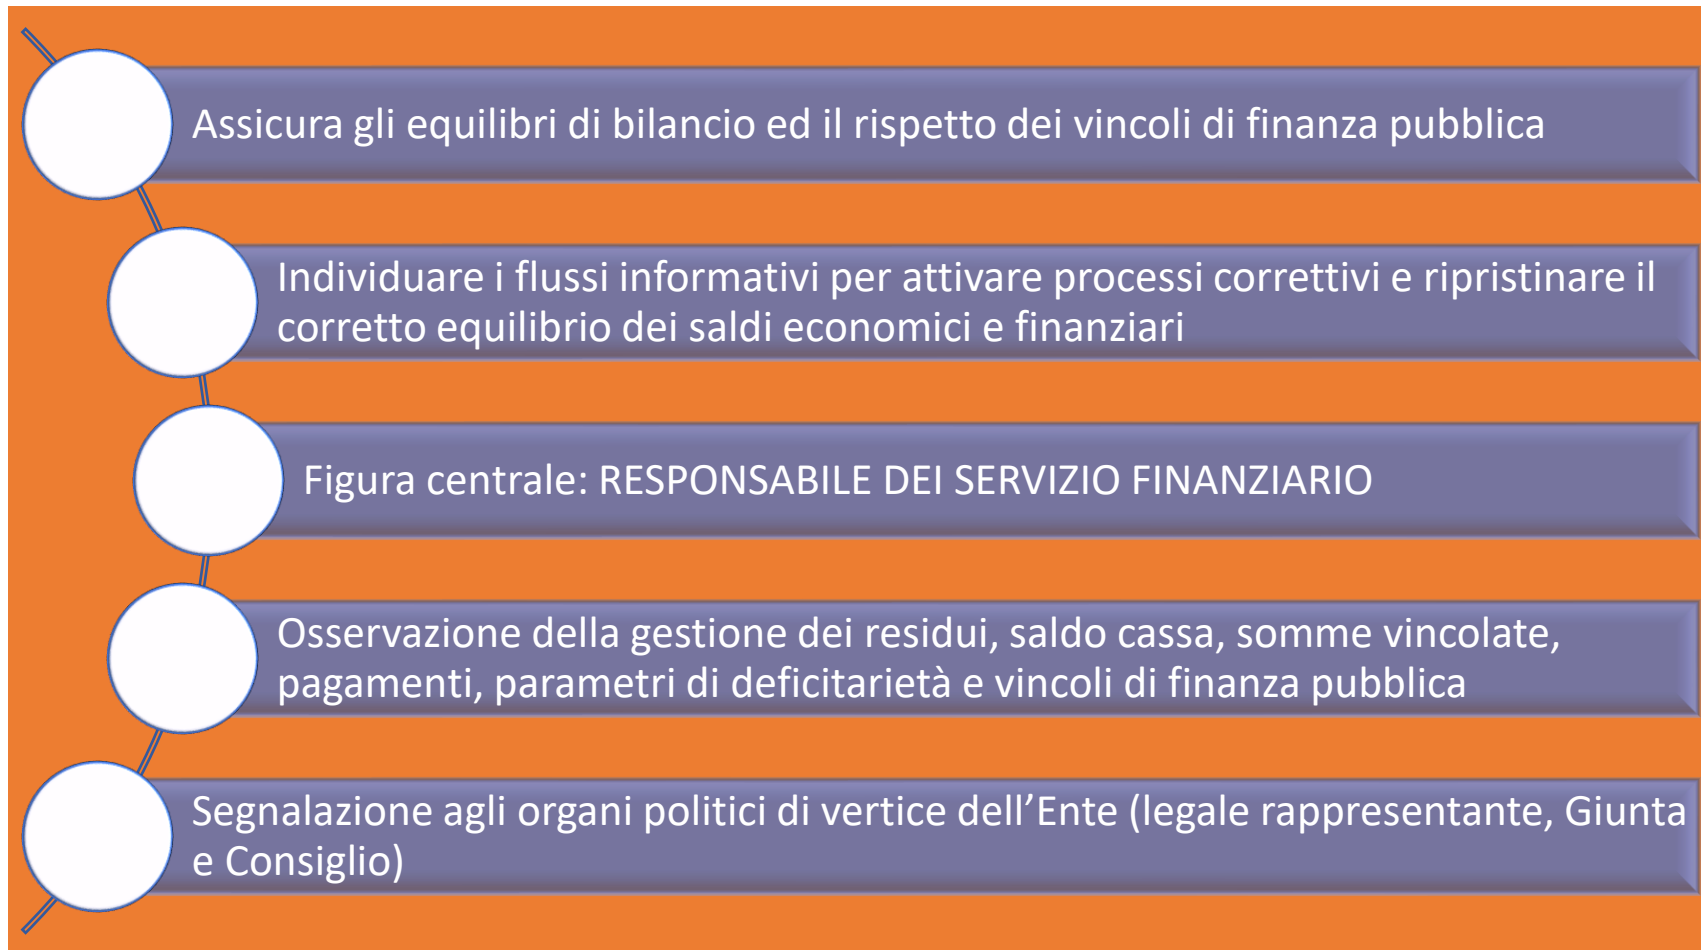 Assicura gli equilibri di bilancio ed il rispetto dei vincoli di finanza pubblica
Individuare i flussi informativi per attivare processi correttivi e ripristinare il
corretto equilibrio dei saldi economici e finanziari
Figura centrale: RESPONSABILE DEI SERVIZIO FINANZIARIO
Osservazione della gestione dei residui, saldo cassa, somme vincolate,
pagamenti, parametri di deficitarietà e vincoli di finanza pubblica
Segnalazione agli organi politici di vertice dell’Ente (legale rappresentante, Giunta
e Consiglio)